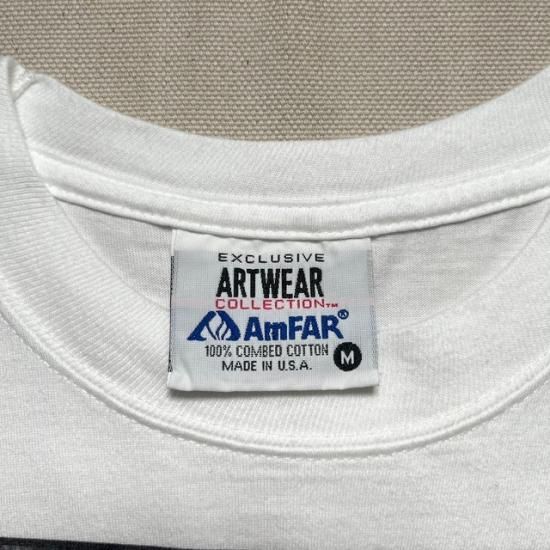 EXCLUSIVE
ARTWEAR
COLLECTION™
AmFAR®
100% COMBED COTTON
MADE IN U.S.A.
M